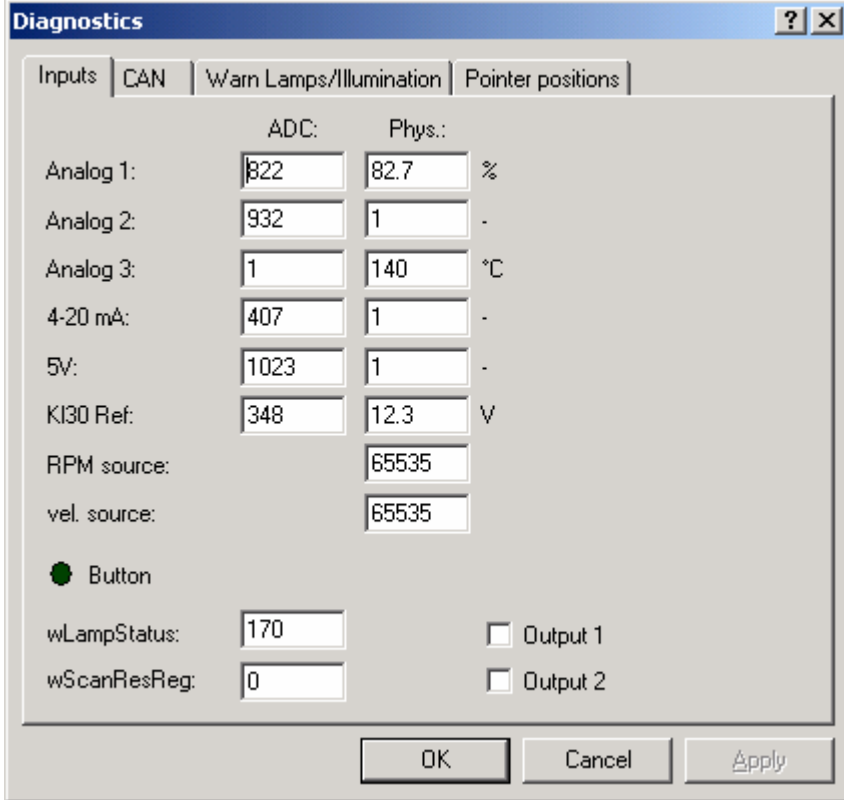 Diagnostics
Inputs CAN Warn Lamps/Illumination Pointer positions
ADC: Phys.:
Analog 1: 822 82.7 %
Analog 2: 932 1 -
Analog 3: 1 140 °C
4-20 mA: 407 1 -
5V: 1023 1 -
Kl30 Ref: 348 12.3 V
RPM source: 65535
vel. source: 65535
Button
wLampStatus: 170 Output 1
wScanResReg: 0 Output 2
OK Cancel Apply